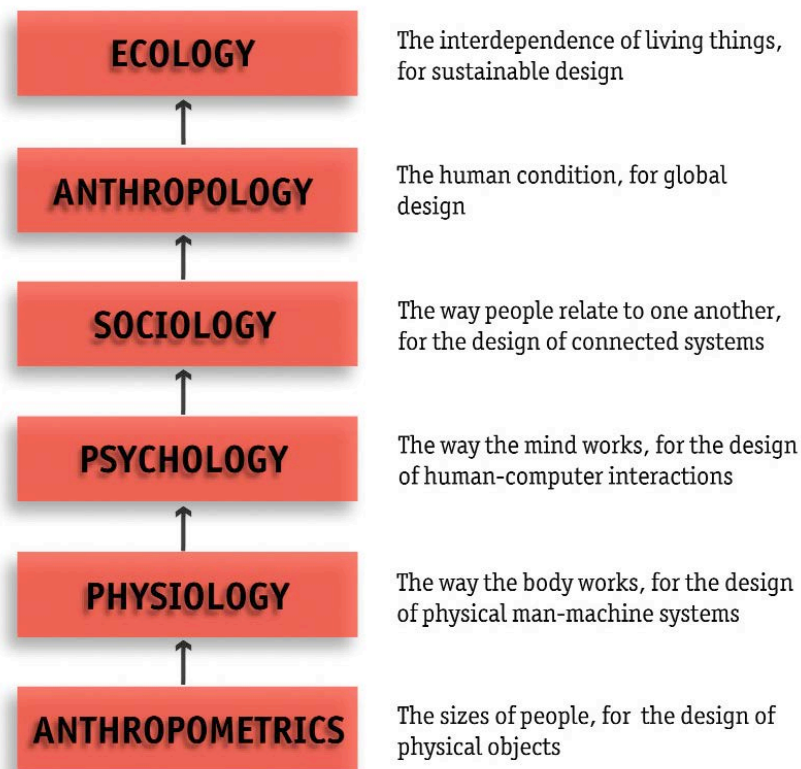 ECOLOGY
The interdependence of living things,
for sustainable design
ANTHROPOLOGY
The human condition, for global
design
SOCIOLOGY
The way people relate to one another,
for the design of connected systems
PSYCHOLOGY
The way the mind works, for the design
of human-computer interactions
PHYSIOLOGY
The way the body works, for the design
of physical man-machine systems
ANTHROPOMETRICS
The sizes of people, for the design of
physical objects